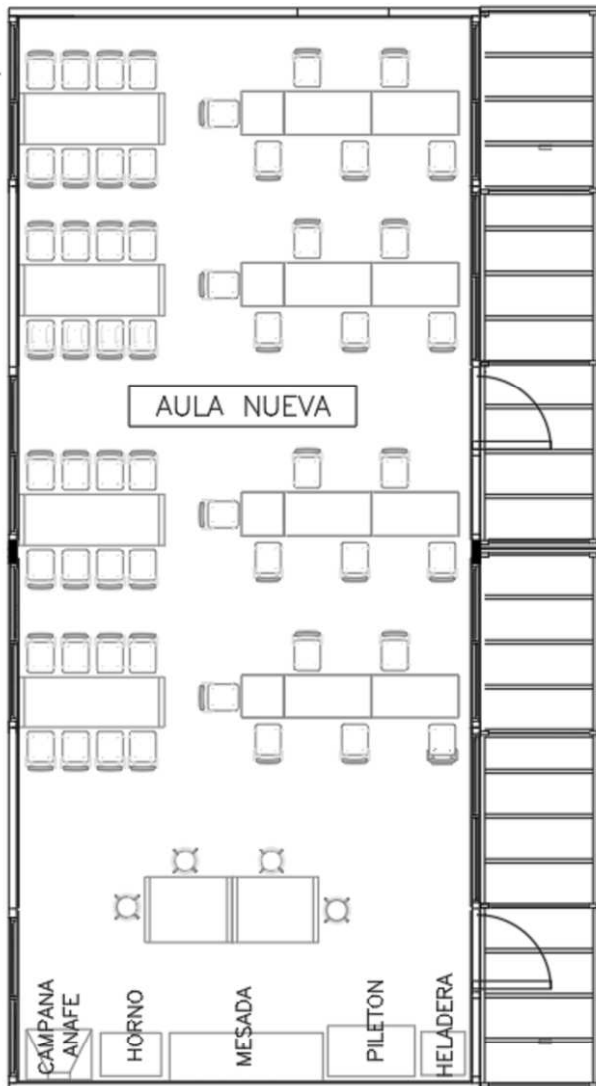 AULA NUEVA
CAMPANA
ANAFE
HORNO
MESADA
PILETON
HELADERA